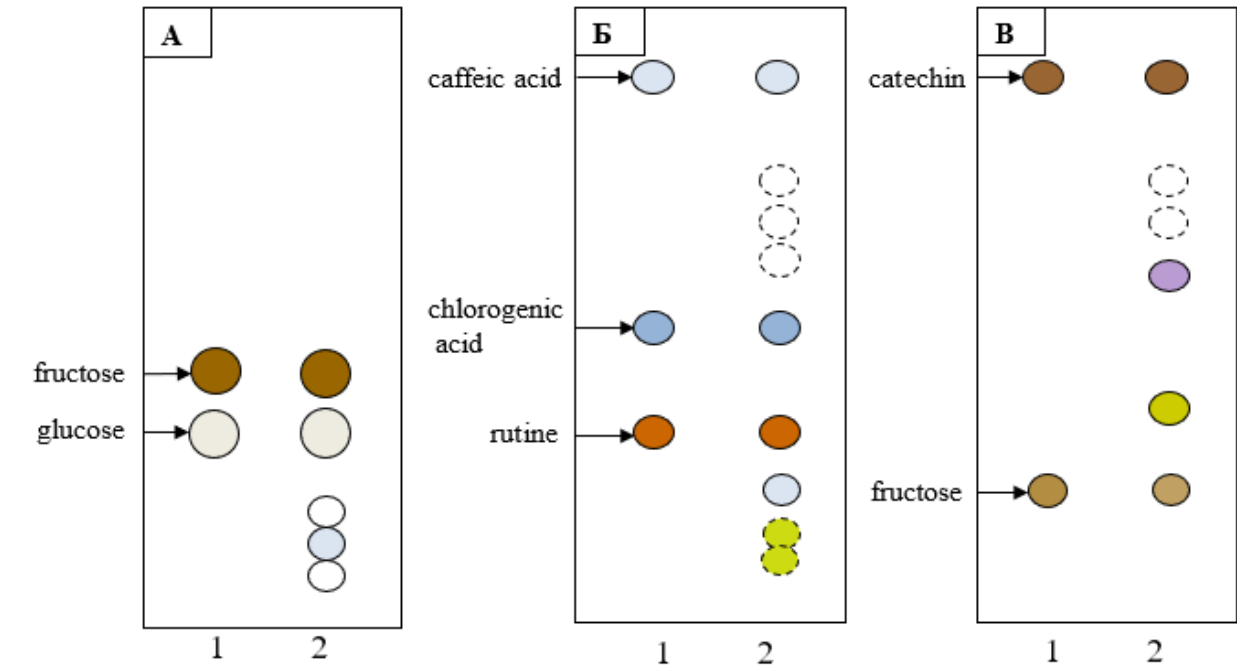 А
fructose
glucose
1 2
Б
caffeic acid
chlorogenic
acid
rutine
1 2
В
catechin
fructose
1 2